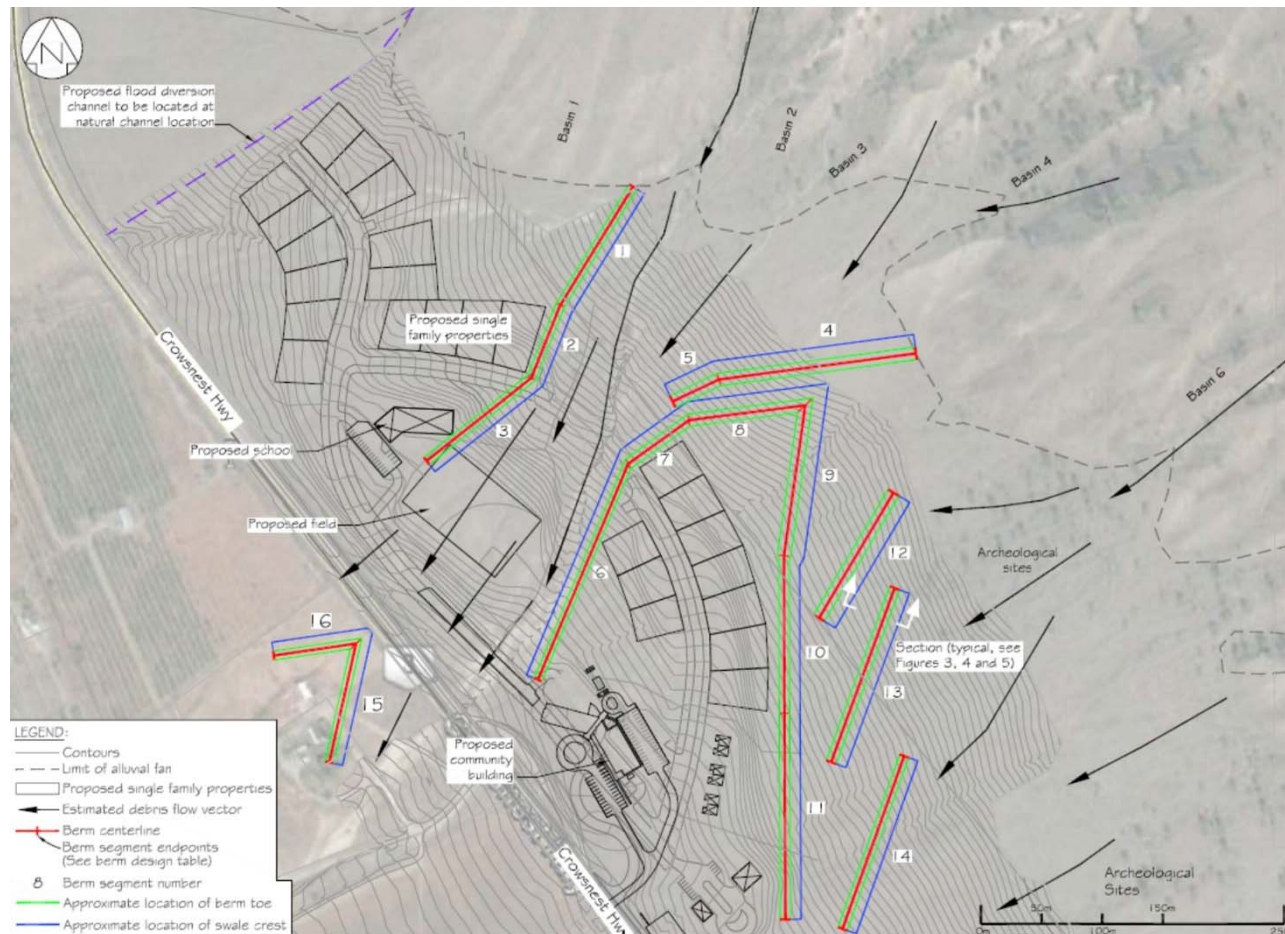 N
Proposed flood diversion
channel to be located at
natural channel location
Basin 1
Basin 2
Basin 3
Basin 4
Basin 6
1
2
3
4
5
Proposed single
family properties
Crowsnest Hwy
Proposed school
Proposed field
8
7
9
6
12
Archeological
sites
10
Section (typical, see
Figures 3, 4 and 5)
13
16
15
Proposed
community
building
11
14
Crowsnest Hwy
Archeological
Sites
LEGEND:
Contours
Limit of alluval fan
Proposed single family properties
Estimated debris flow vector
Berm centerline
Berm segment endpoints
(See berm design table)
8 Berm segment number
Approximate location of berm toe
Approximate location of swale crest
50m 150m
0m 100m